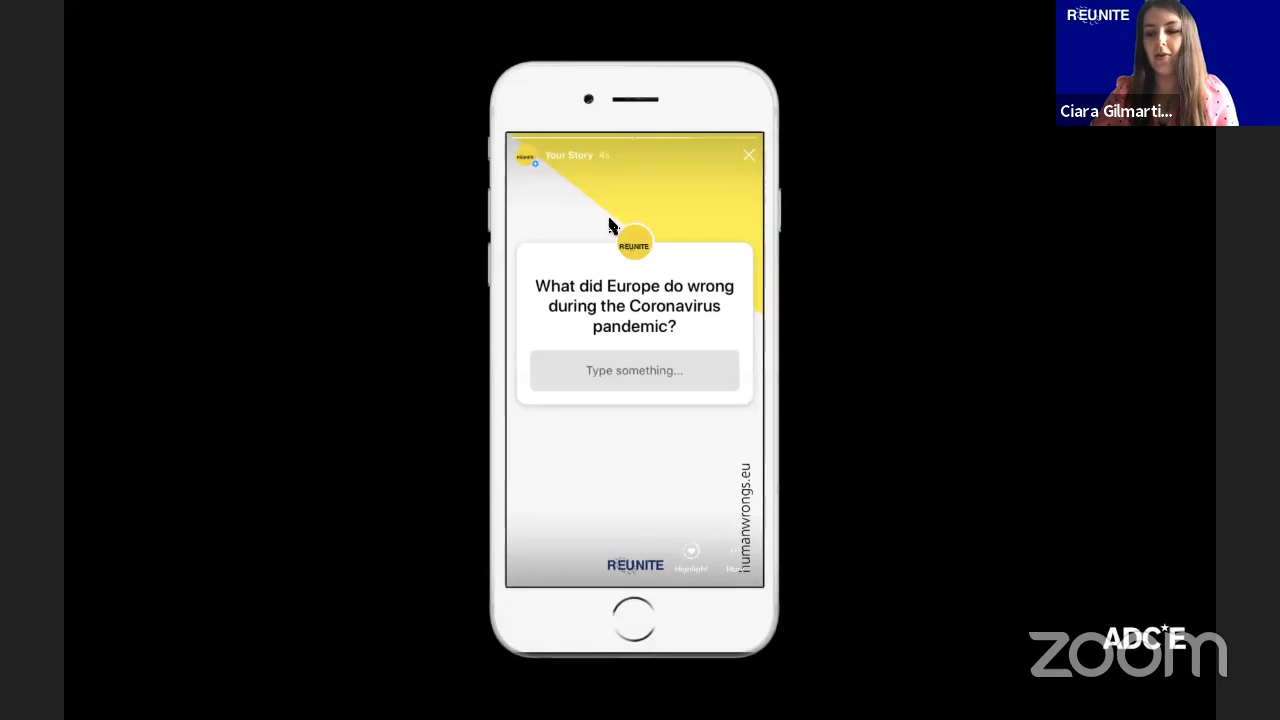 REUNITE
Ciara Gilmarti...
REUNITE
Your Story 4s
REUNITE
What did Europe do wrong
during the Coronavirus
pandemic?
Type something...
humanwrongs.eu
REUNITE
Highlight
ADC*E
zoom